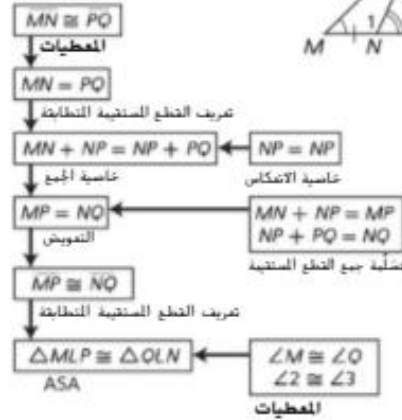 MN ≅ PQ
المعطيات
M 1 N
MN = PQ
تعريف القطع المستقيمة المتطابقة
MN + NP = NP + PQ
NP = NP
خاصية الجمع
خاصية الانعكاس
MP = NQ
MN + NP = MP
NP + PQ = NQ
التعويض
مسلَّمة جمع القطع المستقيمة
MP ≅ NQ
تعريف القطع المستقيمة المتطابقة
△MLP ≅ △QLN
∠M ≅ ∠Q
∠2 ≅ ∠3
ASA
المعطيات